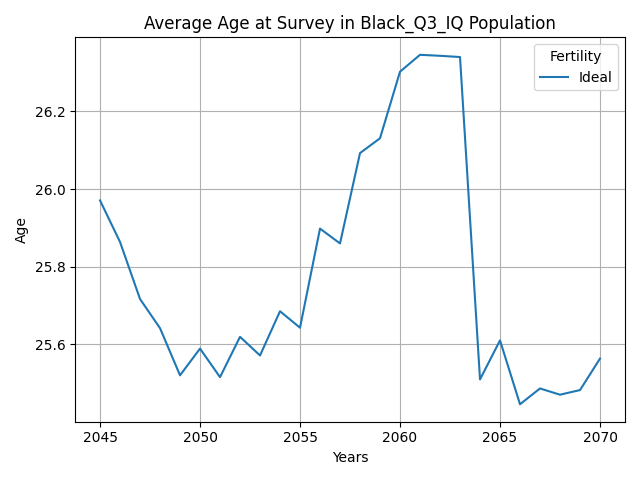 Average Age at Survey in Black_Q3_IQ Population
Fertility
Ideal
26.2
26.0
25.8
25.6
Age
2045 2050 2055 2060 2065 2070
Years